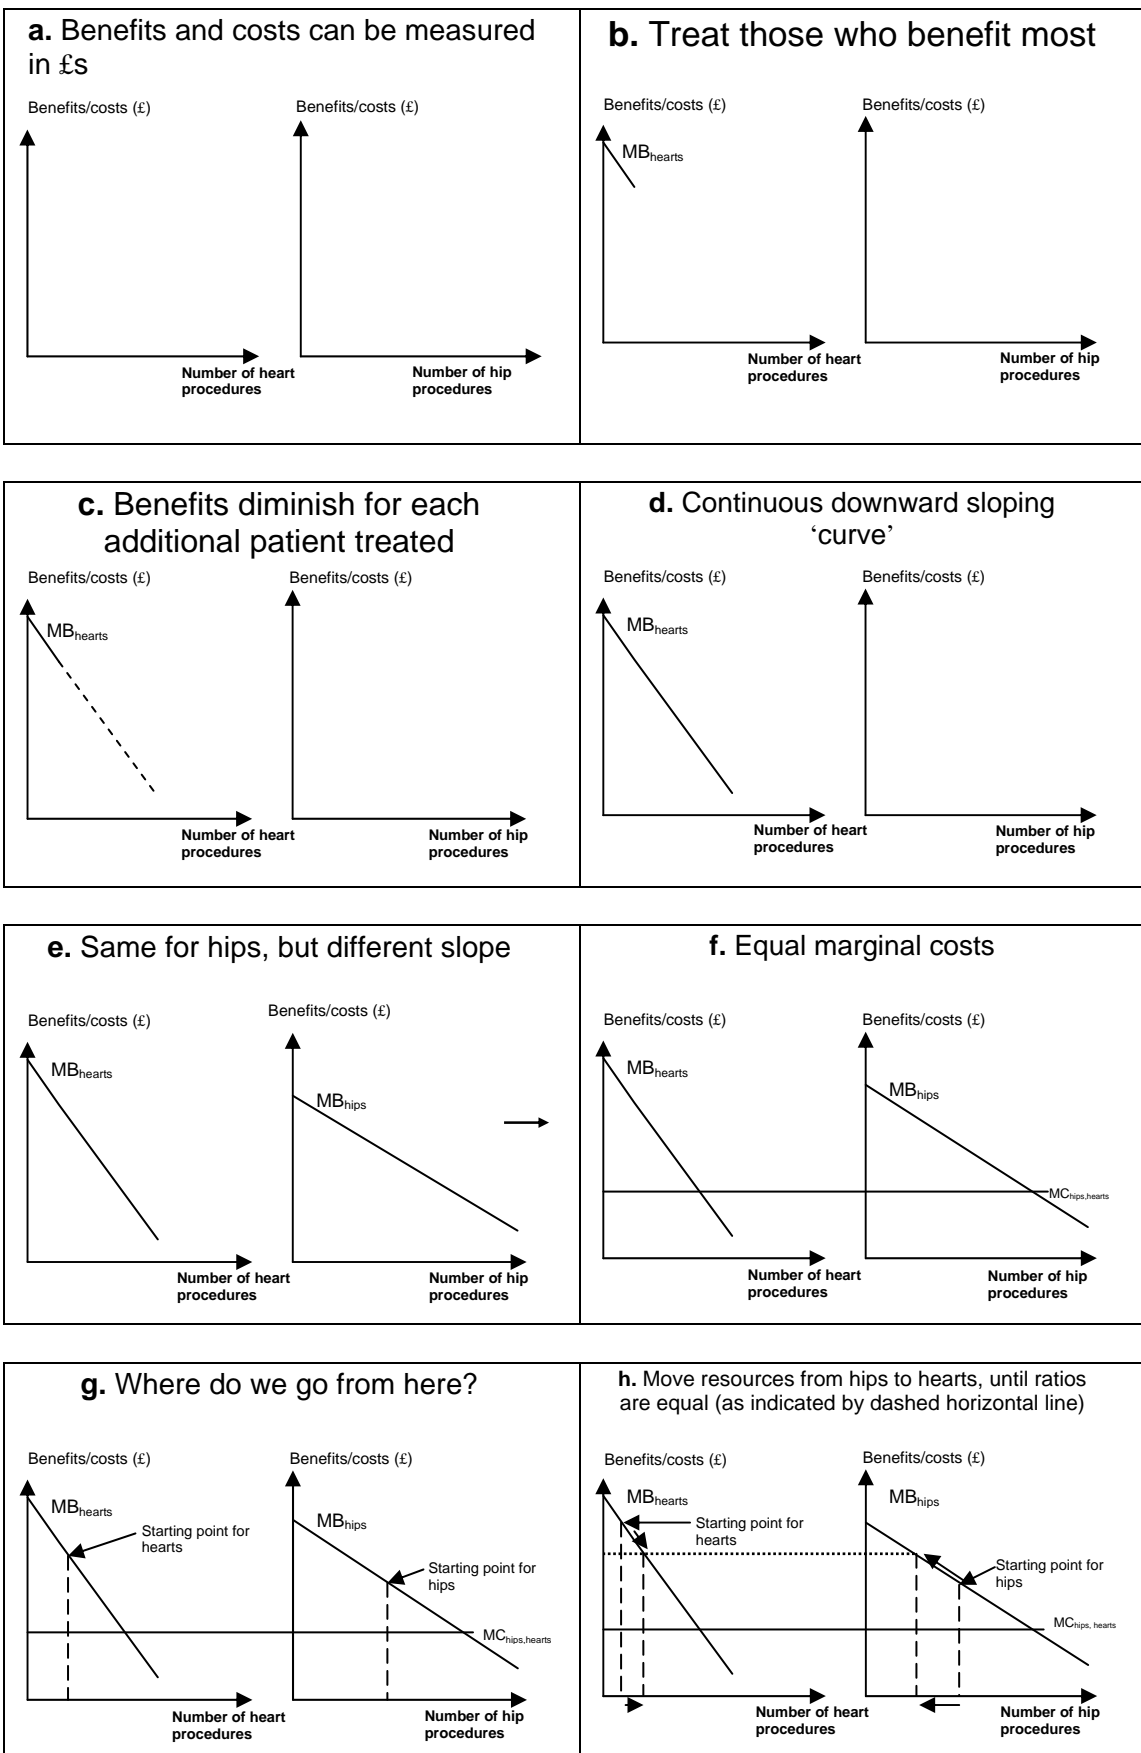 a. Benefits and costs can be measured
in £s
Benefits/costs (£)
Benefits/costs (£)
Number of heart
procedures
Number of hip
procedures
b. Treat those who benefit most
Benefits/costs (£)
Benefits/costs (£)
MBhearts
Number of heart
procedures
Number of hip
procedures
c. Benefits diminish for each
additional patient treated
Benefits/costs (£)
Benefits/costs (£)
MBhearts
Number of heart
procedures
Number of hip
procedures
d. Continuous downward sloping
‘curve’
Benefits/costs (£)
Benefits/costs (£)
MBhearts
Number of heart
procedures
Number of hip
procedures
e. Same for hips, but different slope
Benefits/costs (£)
Benefits/costs (£)
MBhearts
MBhips
Number of heart
procedures
Number of hip
procedures
f. Equal marginal costs
Benefits/costs (£)
Benefits/costs (£)
MBhearts
MBhips
MChips,hearts
Number of heart
procedures
Number of hip
procedures
g. Where do we go from here?
Benefits/costs (£)
Benefits/costs (£)
MBhearts
Starting point for
hearts
MBhips
Starting point for
hips
MChips,hearts
Number of heart
procedures
Number of hip
procedures
h. Move resources from hips to hearts, until ratios
are equal (as indicated by dashed horizontal line)
Benefits/costs (£)
Benefits/costs (£)
MBhearts
Starting point for
hearts
MBhips
Starting point for
hips
MChips, hearts
Number of heart
procedures
Number of hip
procedures